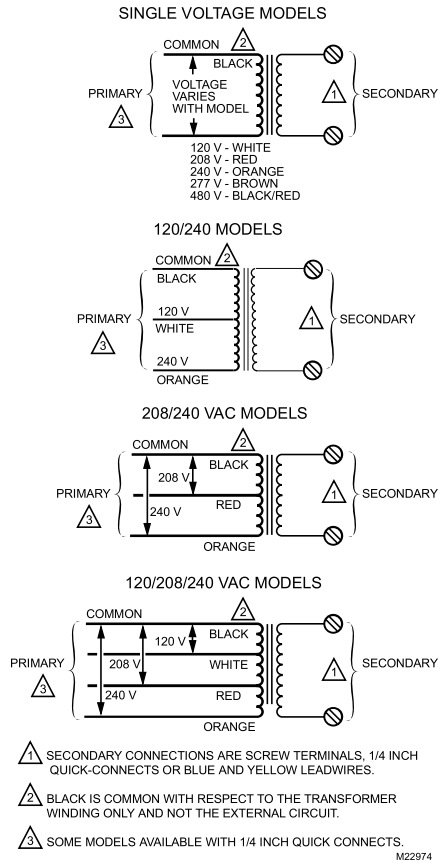 SINGLE VOLTAGE MODELS
COMMON
2
BLACK
VOLTAGE
VARIES
WITH MODEL
PRIMARY
3
1
SECONDARY
120 V - WHITE
208 V - RED
240 V - ORANGE
277 V - BROWN
480 V - BLACK/RED
120/240 MODELS
COMMON
2
BLACK
120 V
WHITE
PRIMARY
3
1
SECONDARY
240 V
ORANGE
208/240 VAC MODELS
COMMON
2
BLACK
208 V
PRIMARY
3
1
SECONDARY
RED
240 V
ORANGE
120/208/240 VAC MODELS
COMMON
2
BLACK
120 V
PRIMARY
3
208 V
WHITE
1
SECONDARY
240 V
RED
ORANGE
1 SECONDARY CONNECTIONS ARE SCREW TERMINALS, 1/4 INCH
QUICK-CONNECTS OR BLUE AND YELLOW LEADWIRES.
2 BLACK IS COMMON WITH RESPECT TO THE TRANSFORMER
WINDING ONLY AND NOT THE EXTERNAL CIRCUIT.
3 SOME MODELS AVAILABLE WITH 1/4 INCH QUICK CONNECTS.
M22974